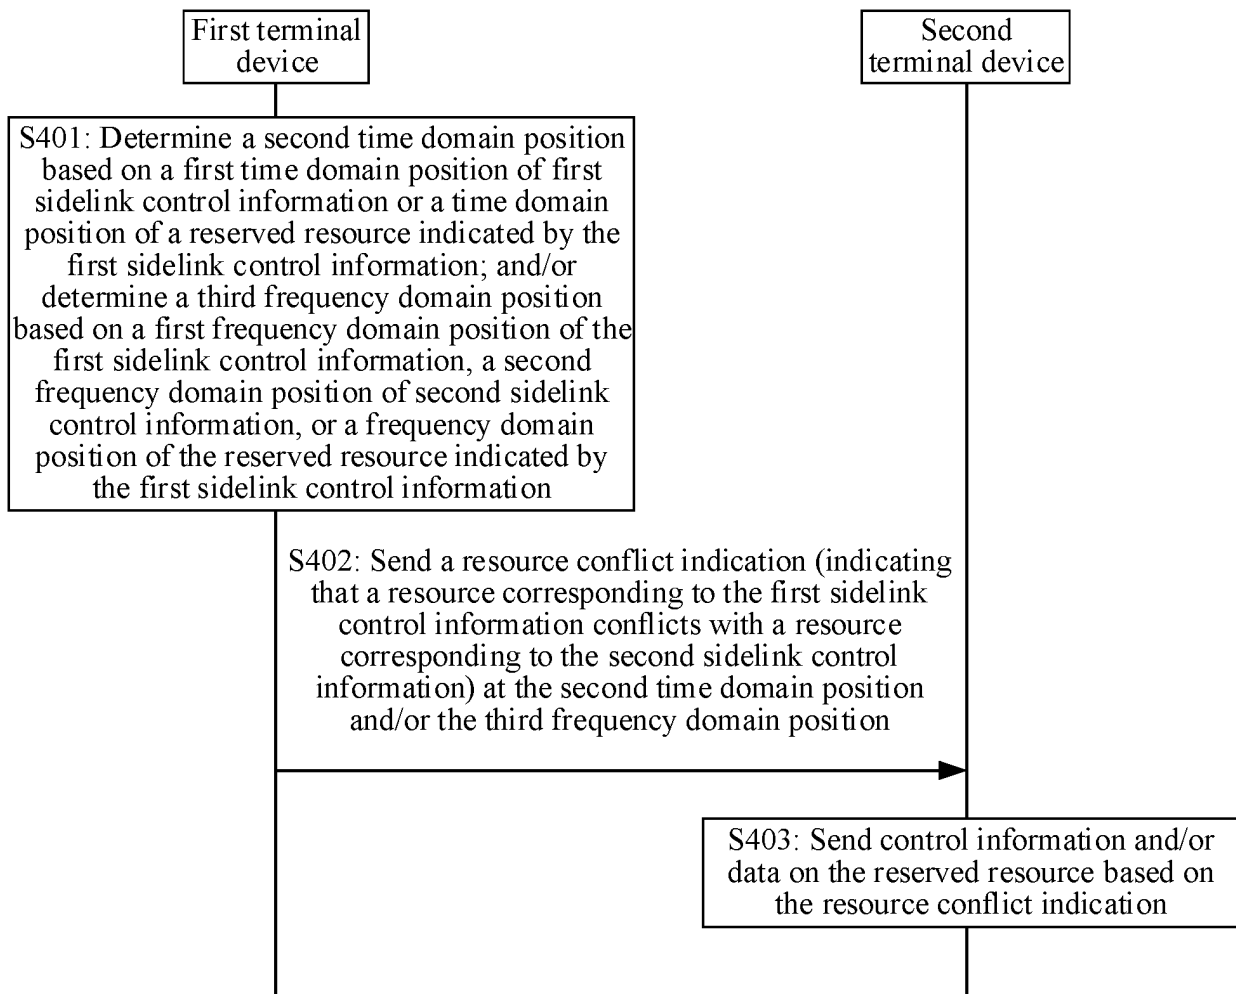 First terminal
device
Second
terminal device
S401: Determine a second time domain position
based on a first time domain position of first
sidelink control information or a time domain
position of a reserved resource indicated by the
first sidelink control information; and/or
determine a third frequency domain position
based on a first frequency domain position of the
first sidelink control information, a second
frequency domain position of second sidelink
control information, or a frequency domain
position of the reserved resource indicated by
the first sidelink control information
S402: Send a resource conflict indication (indicating
that a resource corresponding to the first sidelink
control information conflicts with a resource
corresponding to the second sidelink control
information) at the second time domain position
and/or the third frequency domain position
S403: Send control information and/or
data on the reserved resource based on
the resource conflict indication